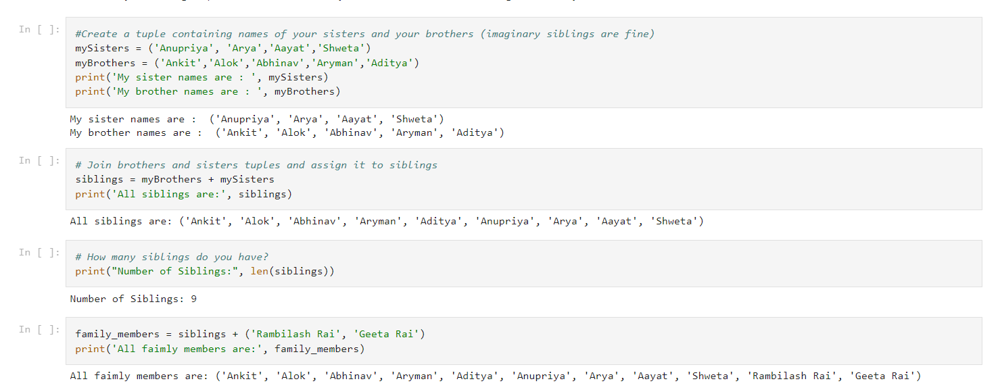 In [ ]:
#Create a tuple containing names of your sisters and your brothers (imaginary siblings are fine)
mySisters = ('Anupriya', 'Arya','Aayat','Shweta')
myBrothers = ('Ankit','Alok','Abhinav','Aryman','Aditya')
print('My sister names are : ', mySisters)
print('My brother names are : ', myBrothers)
My sister names are :  ('Anupriya', 'Arya', 'Aayat', 'Shweta')
My brother names are :  ('Ankit', 'Alok', 'Abhinav', 'Aryman', 'Aditya')
In [ ]:
# Join brothers and sisters tuples and assign it to siblings
siblings = myBrothers + mySisters
print('All siblings are:', siblings)
All siblings are: ('Ankit', 'Alok', 'Abhinav', 'Aryman', 'Aditya', 'Anupriya', 'Arya', 'Aayat', 'Shweta')
In [ ]:
# How many siblings do you have?
print("Number of Siblings:", len(siblings))
Number of Siblings: 9
In [ ]:
family_members = siblings + ('Rambilash Rai', 'Geeta Rai')
print('All faimly members are:', family_members)
All faimly members are: ('Ankit', 'Alok', 'Abhinav', 'Aryman', 'Aditya', 'Anupriya', 'Arya', 'Aayat', 'Shweta', 'Rambilash Rai', 'Geeta Rai')